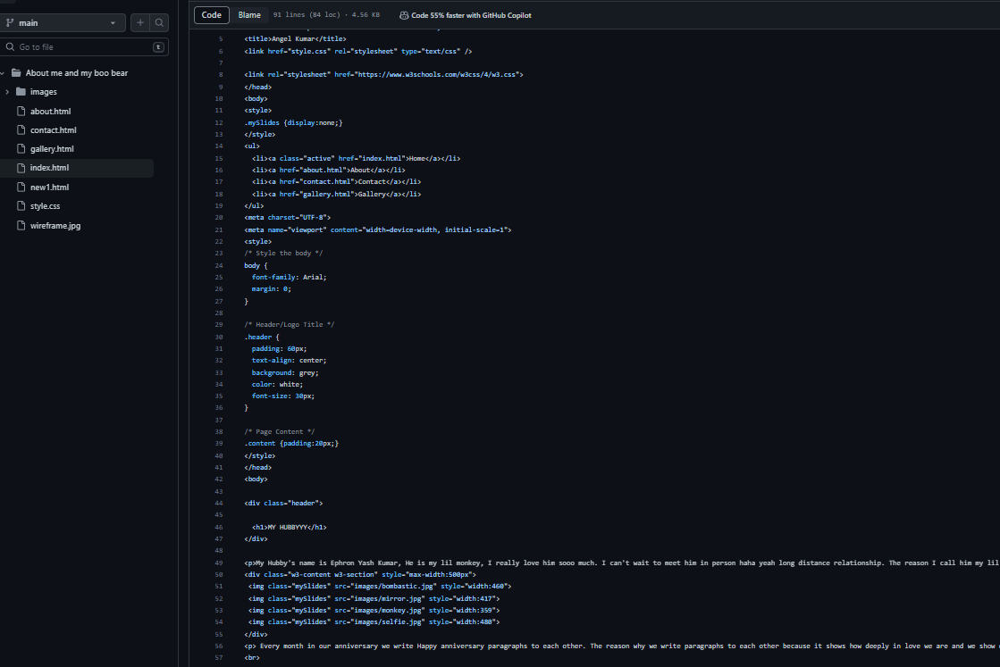 main
Go to file
t
About me and my boo bear
images
about.html
contact.html
gallery.html
index.html
new1.html
style.css
wireframe.jpg
Code Blame 91 lines (84 loc) · 4.56 KB Code 55% faster with GitHub Copilot
5 <title>Angel Kumar</title>
6 <link href="style.css" rel="stylesheet" type="text/css" />
7
8 <link rel="stylesheet" href="https://www.w3schools.com/w3css/4/w3.css">
9 </head>
10 <body>
11 <style>
12 .mySlides {display:none;}
13 </style>
14 <ul>
15 <li><a class="active" href="index.html">Home</a></li>
16 <li><a href="about.html">About</a></li>
17 <li><a href="contact.html">Contact</a></li>
18 <li><a href="gallery.html">Gallery</a></li>
19 </ul>
20 <meta charset="UTF-8">
21 <meta name="viewport" content="width=device-width, initial-scale=1">
22 <style>
23 /* Style the body */
24 body {
25 font-family: Arial;
26 margin: 0;
27 }
28
29 /* Header/Logo Title */
30 .header {
31 padding: 60px;
32 text-align: center;
33 background: grey;
34 color: white;
35 font-size: 30px;
36 }
37
38 /* Page Content */
39 .content {padding:20px;}
40 </style>
41 </head>
42 <body>
43
44 <div class="header">
45
46 <h1>MY HUBBYYY</h1>
47 </div>
48
49 <p>My Hubby's name is Ephron Yash Kumar, He is my lil monkey, I really love him sooo much. I can't wait to meet him in person haha yeah long distance relationship. The reason I call him my lil
50 <div class="w3-content w3-section" style="max-width:500px">
51 <img class="mySlides" src="images/bombastic.jpg" style="width:460">
52 <img class="mySlides" src="images/mirror.jpg" style="width:417">
53 <img class="mySlides" src="images/monkey.jpg" style="width:359">
54 <img class="mySlides" src="images/selfie.jpg" style="width:480">
55 </div>
56 <p> Every month in our anniversary we write Happy anniversary paragraphs to each other. The reason why we write paragraphs to each other because it shows how deeply in love we are and we show
57 <br>